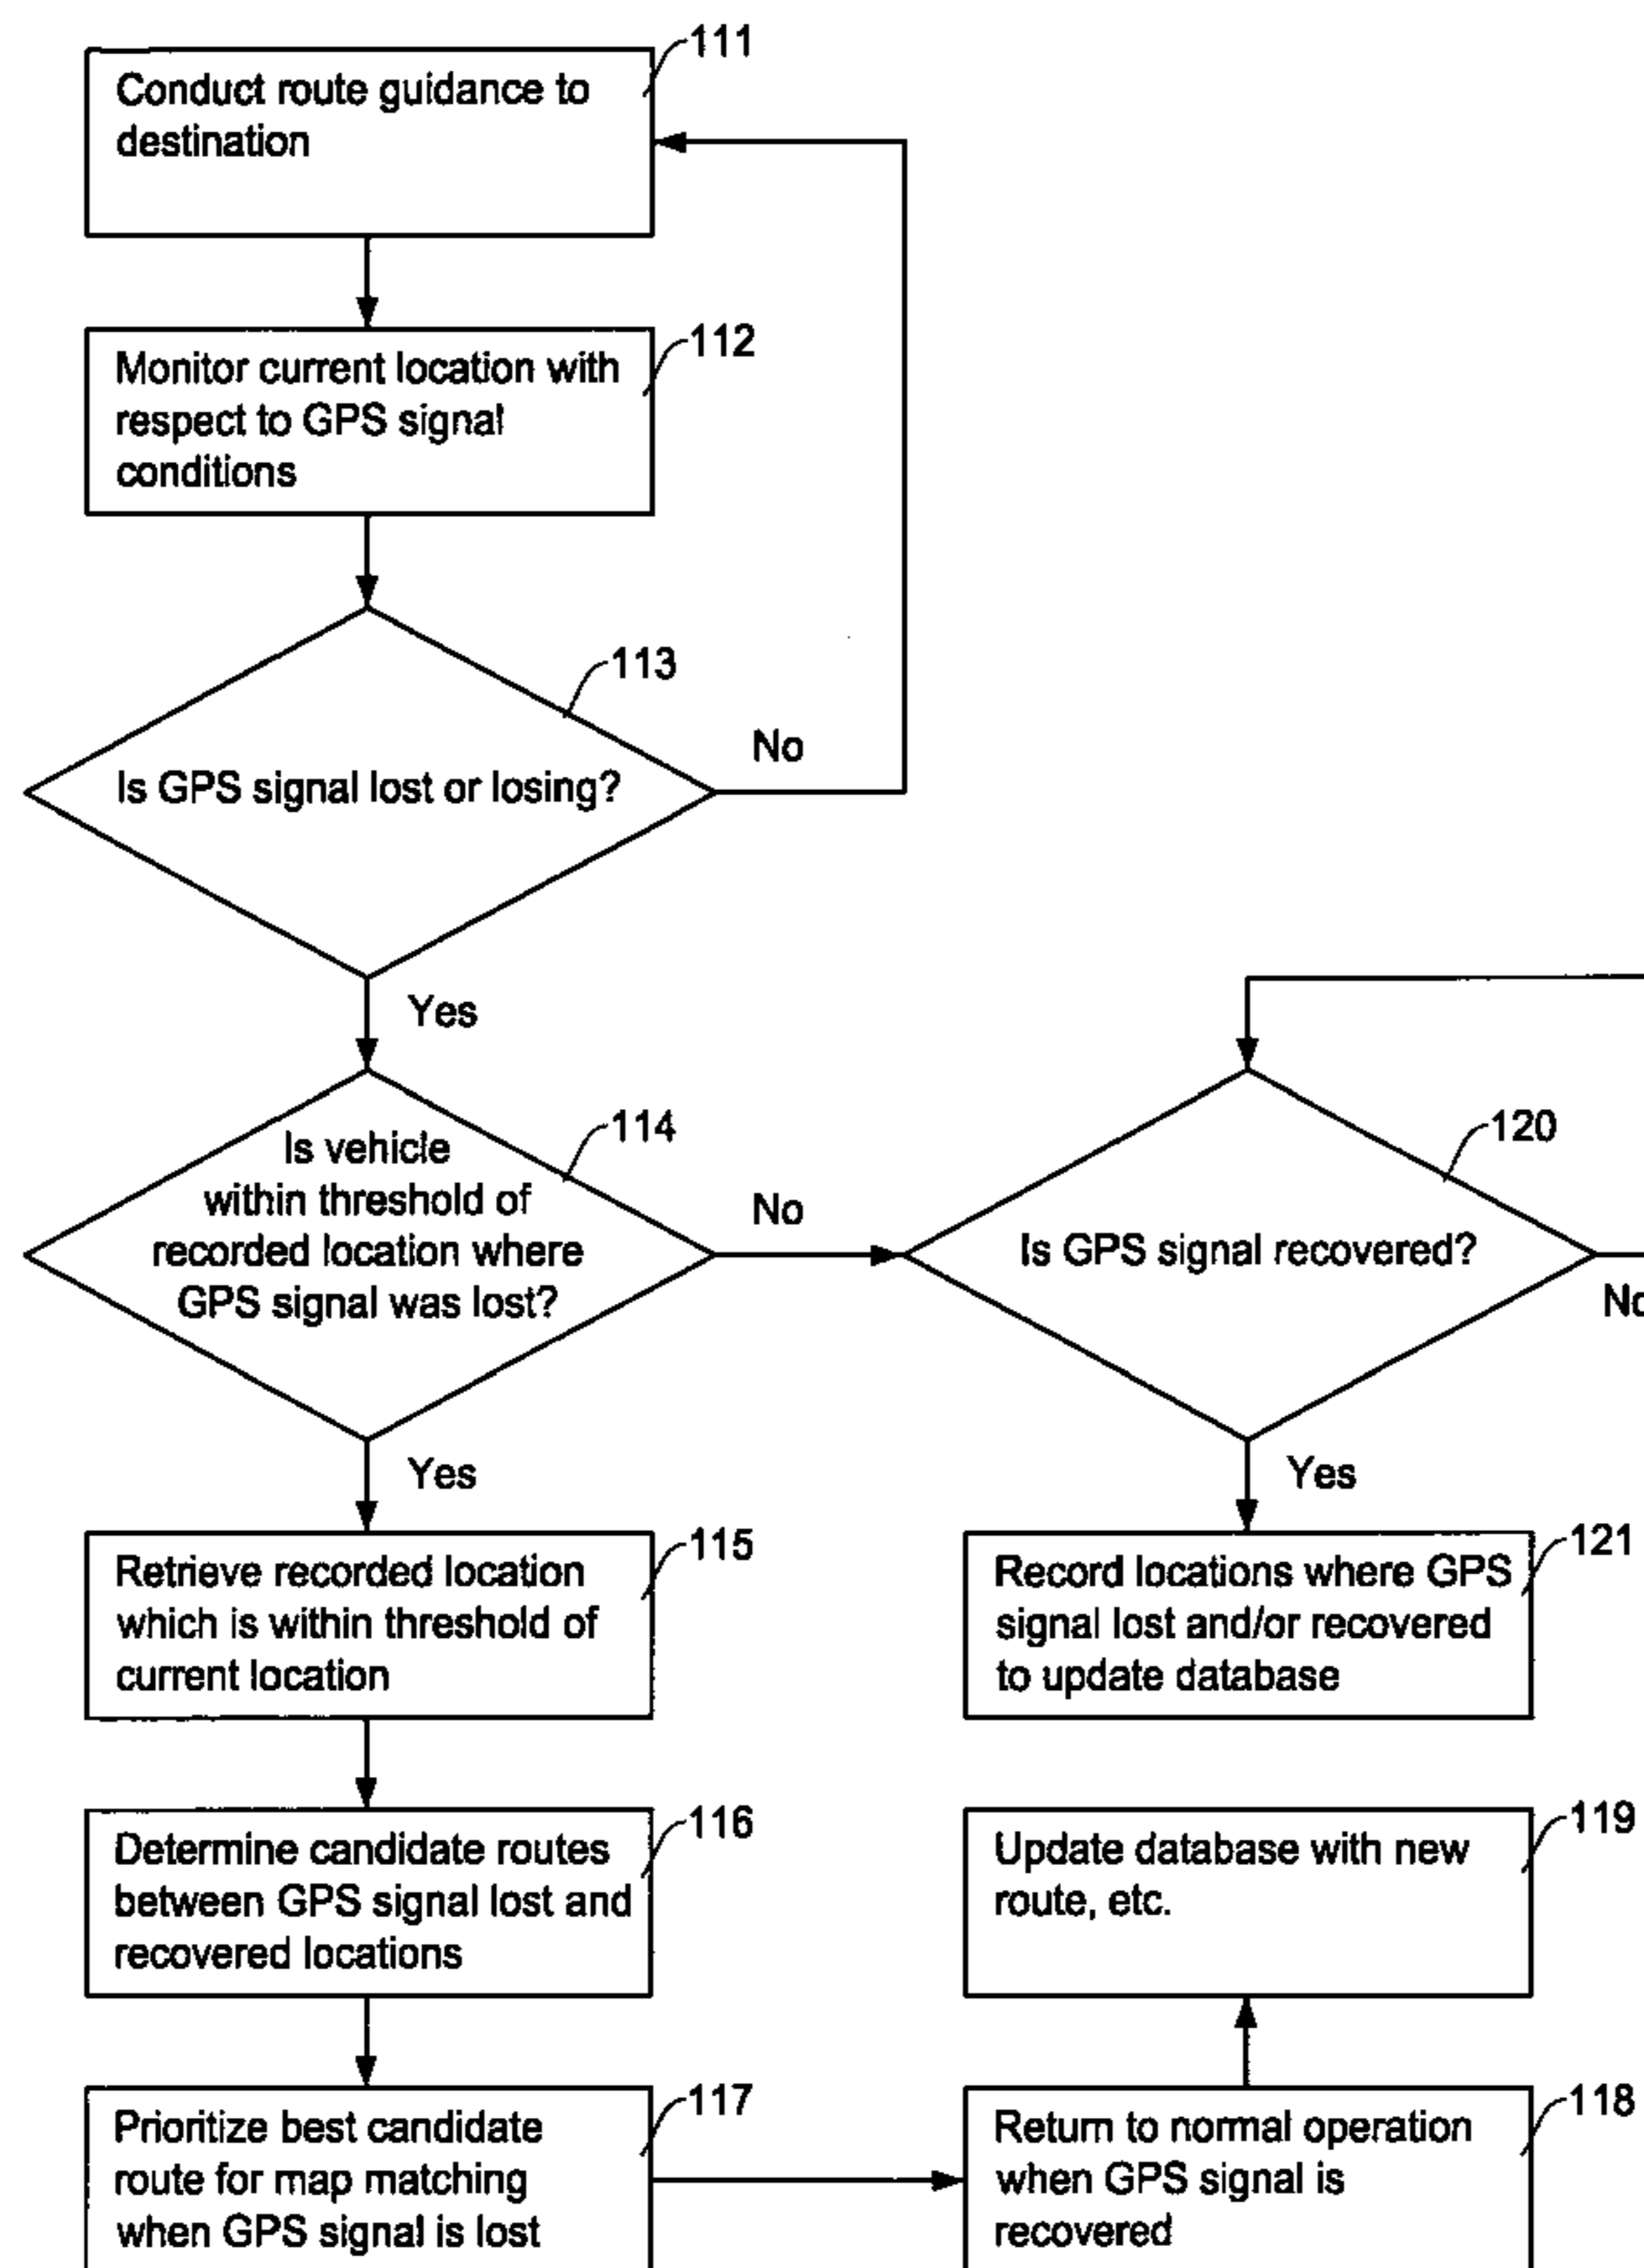 111
Conduct route guidance to
destination
112
Monitor current location with
respect to GPS signal
conditions
113
Is GPS signal lost or losing?
No
Yes
114
Is vehicle
within threshold of
recorded location where
GPS signal was lost?
No
120
Is GPS signal recovered?
No
Yes
Yes
115
Retrieve recorded location
which is within threshold of
current location
121
Record locations where GPS
signal lost and/or recovered
to update database
116
Determine candidate routes
between GPS signal lost and
recovered locations
119
Update database with new
route, etc.
117
Prioritize best candidate
route for map matching
when GPS signal is lost
118
Return to normal operation
when GPS signal is
recovered